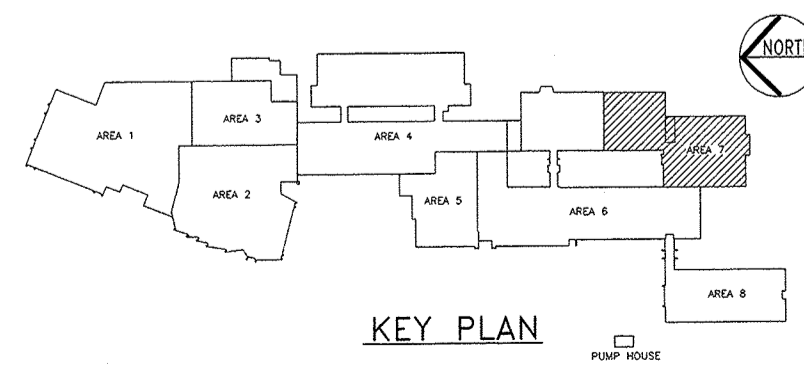 NORTH
AREA 1
AREA 3
AREA 4
AREA 7
AREA 2
AREA 5
AREA 6
AREA 8
KEY PLAN
PUMP HOUSE